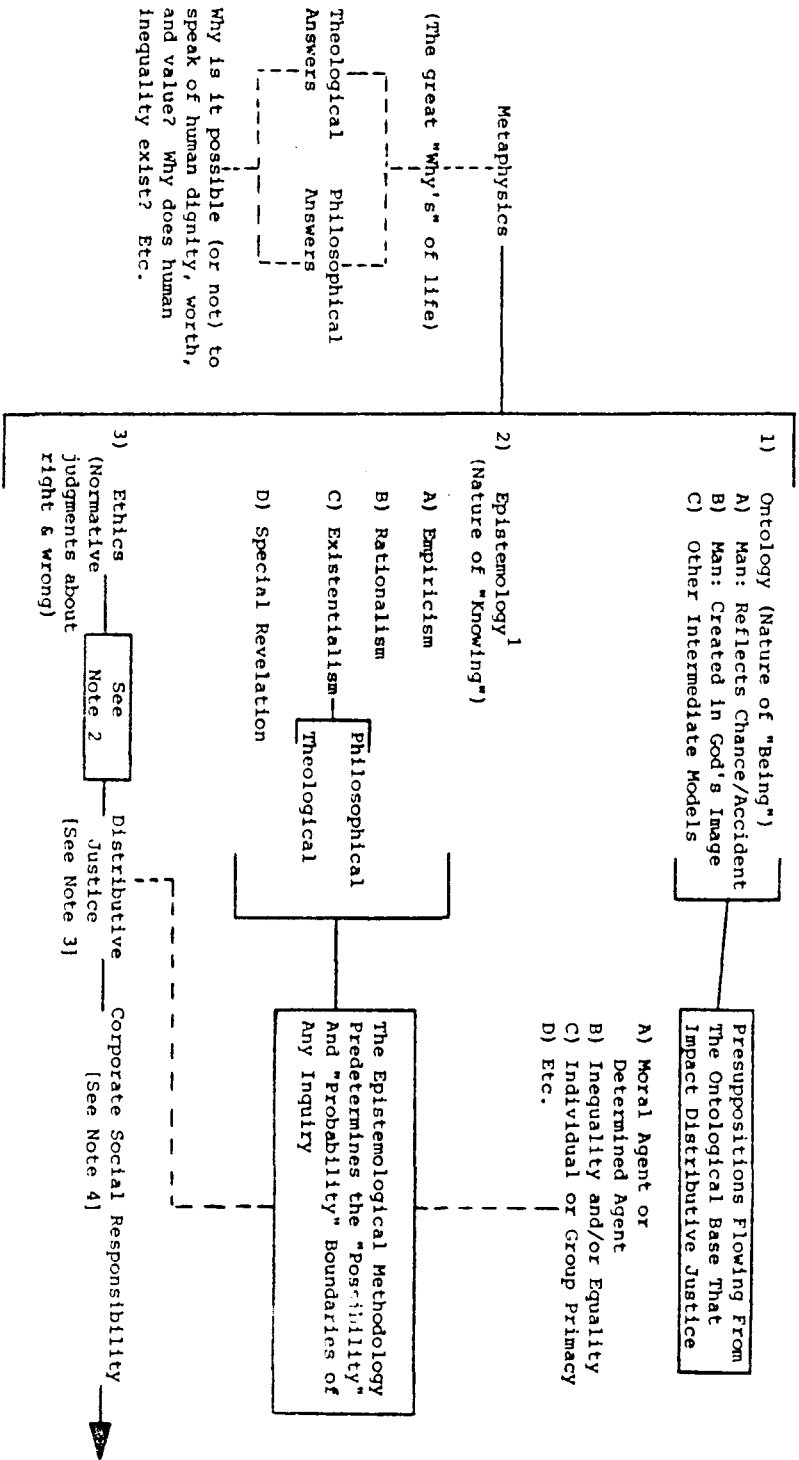 Metaphysics
(The great "Why's" of life)
Theological
Answers
Philosophical
Answers
Why is it possible (or not) to
speak of human dignity, worth,
and value? Why does human
inequality exist? Etc.
1) Ontology (Nature of "Being")
A) Man: Reflects Chance/Accident
B) Man: Created in God's Image
C) Other Intermediate Models
Presuppositions Flowing From
The Ontological Base That
Impact Distributive Justice
A) Moral Agent or
Determined Agent
B) Inequality and/or Equality
C) Individual or Group Primacy
D) Etc.
2) Epistemology1
(Nature of "Knowing")
A) Empiricism
B) Rationalism
C) Existentialism
Philosophical
Theological
D) Special Revelation
The Epistemological Methodology
Predetermines the "Possibility"
And "Probability" Boundaries of
Any Inquiry
3) Ethics
(Normative
judgments about
right & wrong)
See
Note 2
Distributive
Justice
[See Note 3]
Corporate Social Responsibility
[See Note 4]